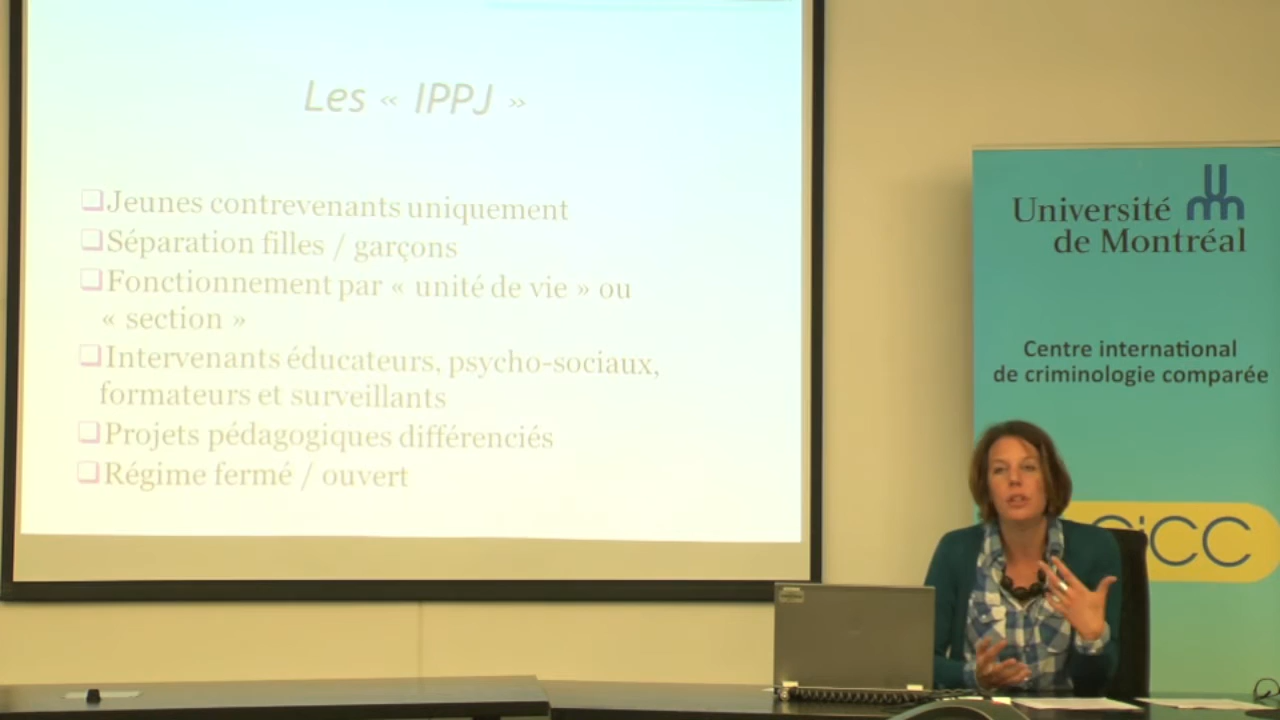 Les « IPPJ »
Jeunes contrevenants uniquement
Séparation filles / garçons
Fonctionnement par « unité de vie » ou
« section »
Intervenants éducateurs, psycho-sociaux,
formateurs et surveillants
Projets pédagogiques différenciés
Régime fermé / ouvert
Université
de Montréal
Centre international
de criminologie comparée
CiCC